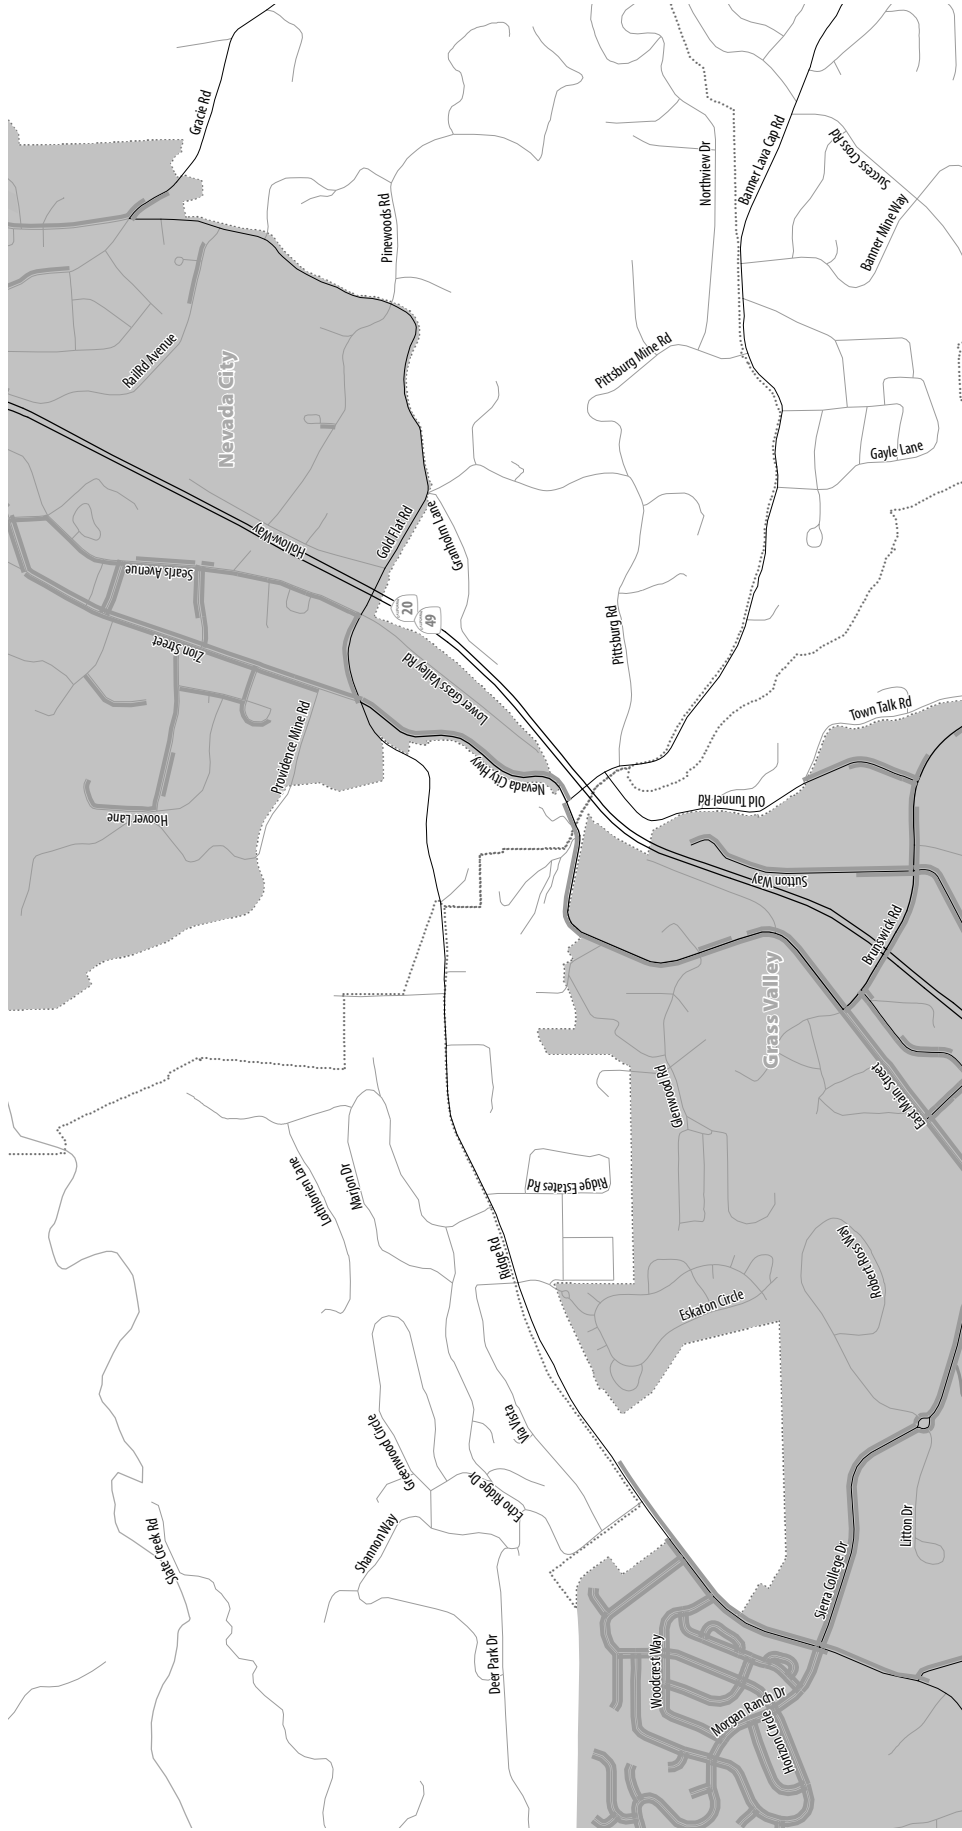 Gracie Rd
Banner Lava Cap Rd
Northview Dr
Success Cross Rd
Pinewoods Rd
Banner Mine Way
RailRd Avenue
Pittsburg Mine Rd
Nevada City
Gayle Lane
Hollow Way
Gold Flat Rd
Granholm Lane
Searls Avenue
20
49
Zion Street
Pittsburg Rd
Lower Grass Valley Rd
Town Talk Rd
Providence Mine Rd
Nevada City Hwy
Old Tunnel Rd
Hoover Lane
Sutton Way
Brunswick Rd
Grass Valley
Glenwood Rd
East Main Street
Lothlorien Lane
Marjon Dr
Ridge Estates Rd
Ridge Rd
Robert Ross Way
Eskaton Circle
Via Vista
Greenwood Circle
Echo Ridge Dr
Shannon Way
Slate Creek Rd
Litton Dr
Sierra College Dr
Deer Park Dr
Woodcrest Way
Morgan Ranch Dr
Horizon Circle